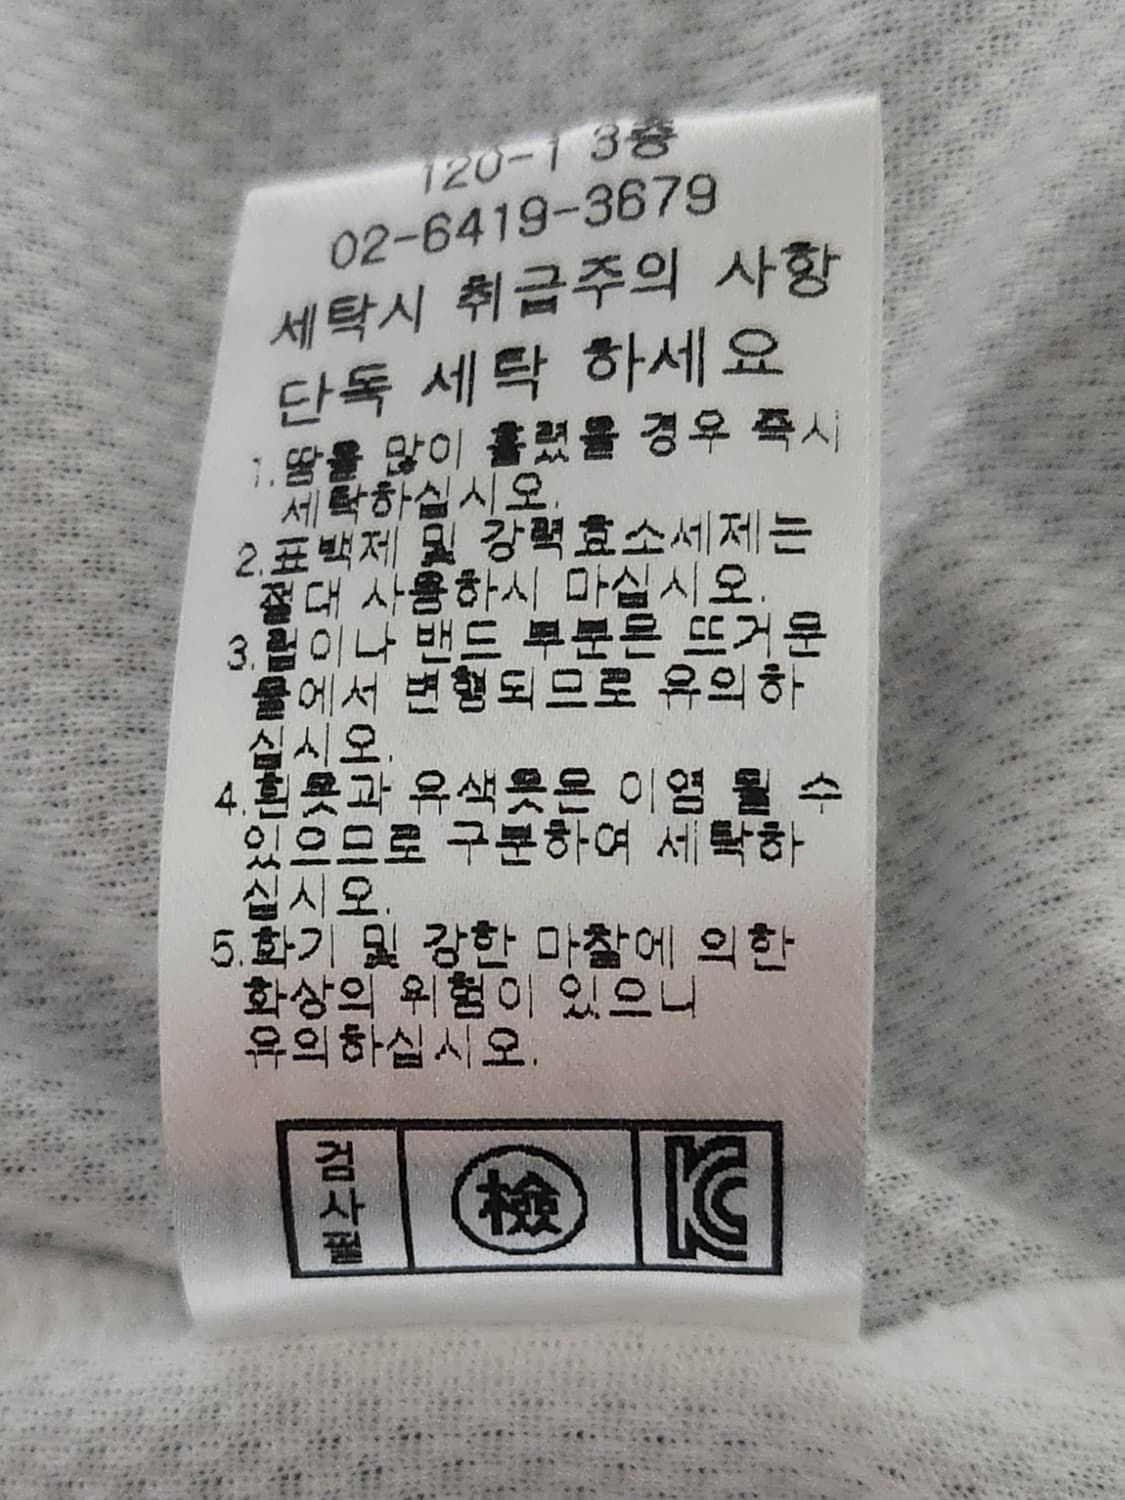 120-1 3층
02-6419-3679
세탁시 취급주의 사항
단독 세탁 하세요
1.땀을 많이 흘렸을 경우 즉시
세탁하십시오.
2.표백제 및 강력효소세제는
절대 사용하시 마십시오.
3.립이나 밴드 부분은 뜨거운
물에서 변형되므로 유의하
십시오.
4.흰옷과 유색옷은 이염 될 수
있으므로 구분하여 세탁하
십시오.
5.화기 및 강한 마찰에 의한
화상의 위험이 있으니
유의하십시오.
검사필 檢 KC